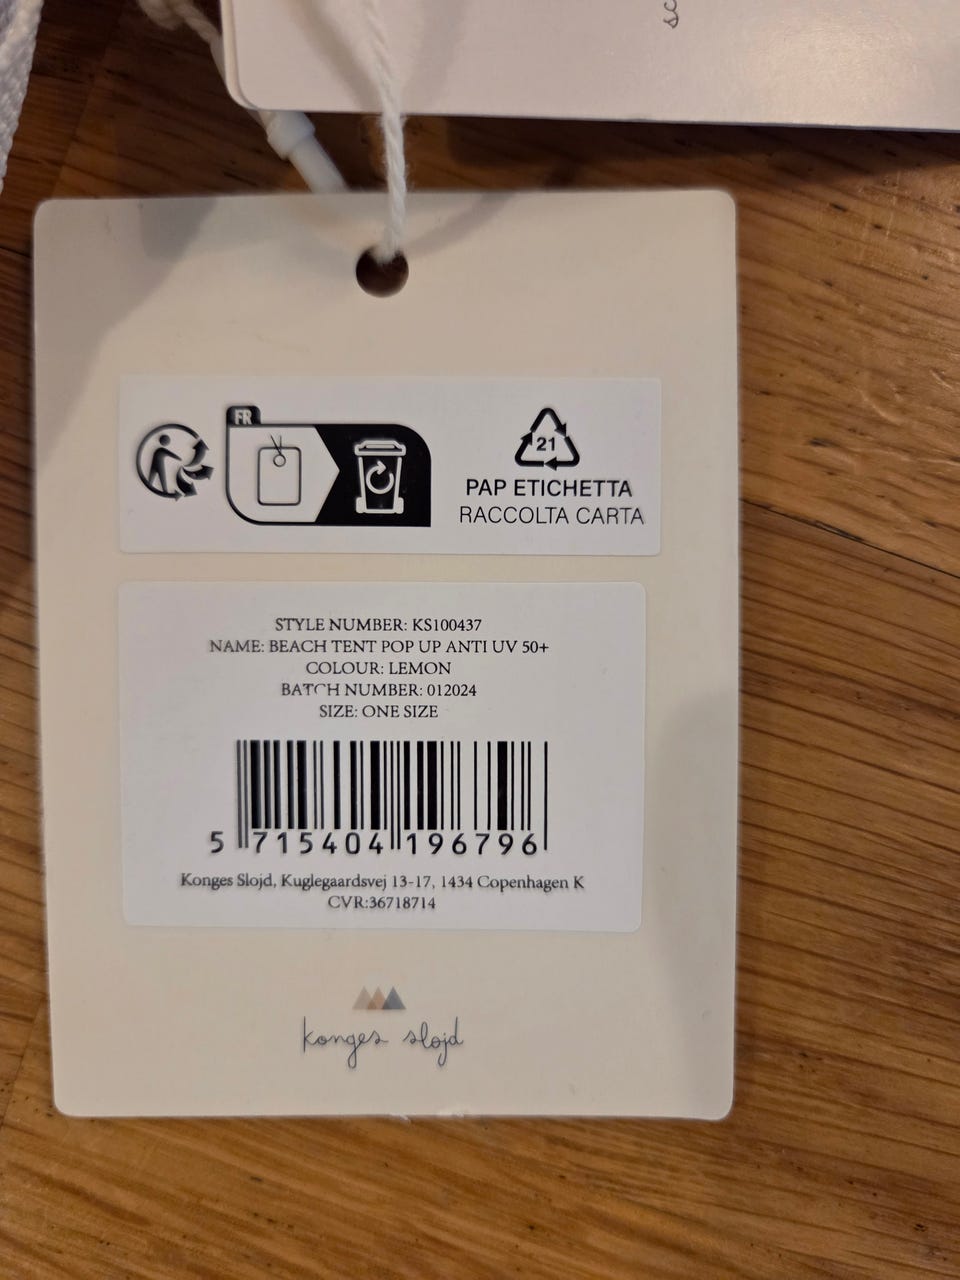 sc
FR
21
PAP ETICHETTA
RACCOLTA CARTA
STYLE NUMBER: KS100437
NAME: BEACH TENT POP UP ANTI UV 50+
COLOUR: LEMON
BATCH NUMBER: 012024
SIZE: ONE SIZE
5 715404 196796
Konges Slojd, Kuglegaardsvej 13-17, 1434 Copenhagen K
CVR:36718714
konges slojd